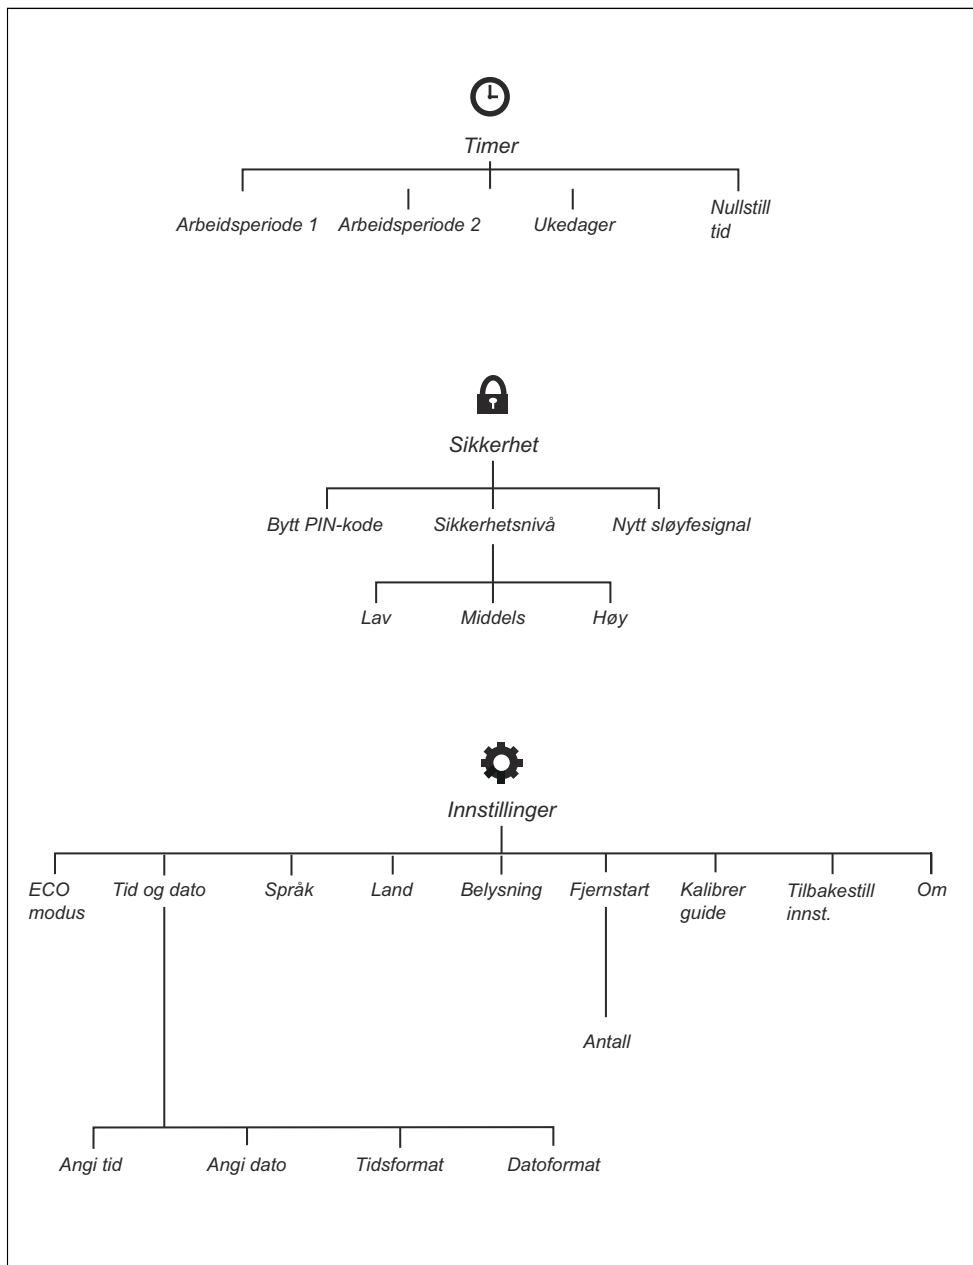 Timer
Arbeidsperiode 1
Arbeidsperiode 2
Ukedager
Nullstill
tid
Sikkerhet
Bytt PIN-kode
Sikkerhetsnivå
Nytt sløyfesignal
Lav
Middels
Høy
Innstillinger
ECO
modus
Tid og dato
Språk
Land
Belysning
Fjernstart
Kalibrer
guide
Tilbakestill
innst.
Om
Antall
Angi tid
Angi dato
Tidsformat
Datoformat